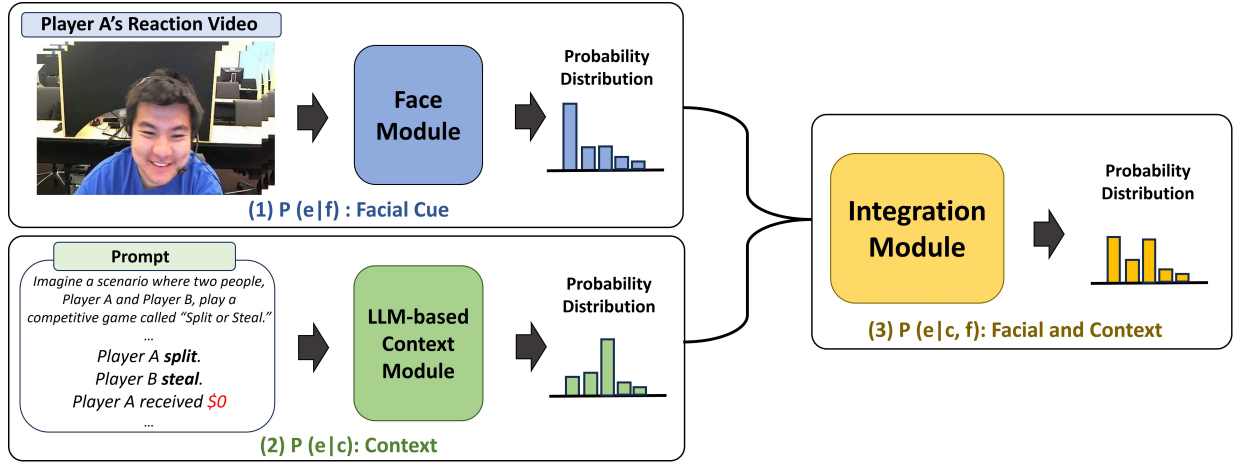 Player A's Reaction Video
Face
Module
Probability
Distribution
(1) P (e|f) : Facial Cue
Prompt
Imagine a scenario where two people,
Player A and Player B, play a
competitive game called “Split or Steal.”
...
Player A split.
Player B steal.
Player A received $0
...
LLM-based
Context
Module
Probability
Distribution
(2) P (e|c): Context
Integration
Module
Probability
Distribution
(3) P (e|c, f): Facial and Context